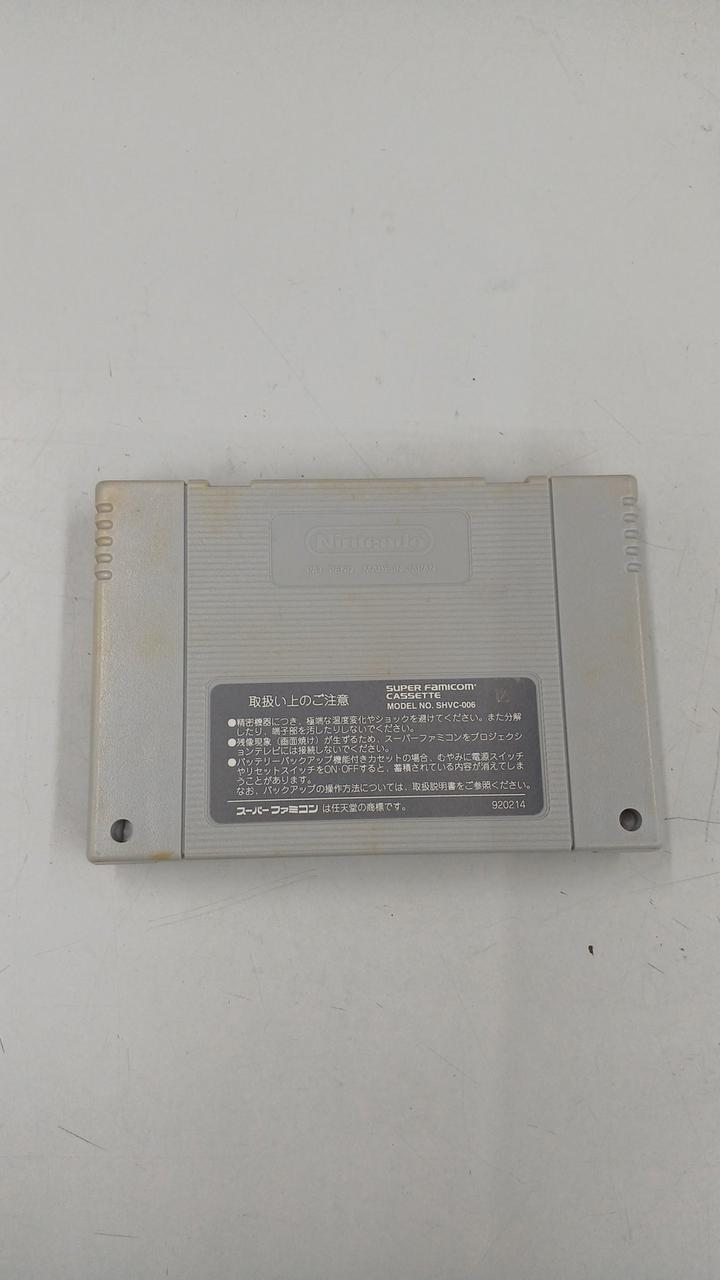 Nintendo
PAT. PEND. MADE IN JAPAN
取扱い上のご注意
SUPER FAMICOM
CASSETTE
MODEL NO. SHVC-006
●精密機器につき、極端な温度変化やショックを避けてください。また分解
したり、端子部を汚したりしないでください。
●残像現象（画面焼け）が生ずるため、スーパーファミコンをプロジェクシ
ョンテレビには接続しないでください。
●バッテリーバックアップ機能付きカセットの場合、むやみに電源スイッチ
やリセットスイッチをON・OFFすると、蓄積されている内容が消えてしま
うことがあります。
なお、バックアップの操作方法については、取扱説明書をご参照ください。
スーパーファミコンは任天堂の商標です。
920214